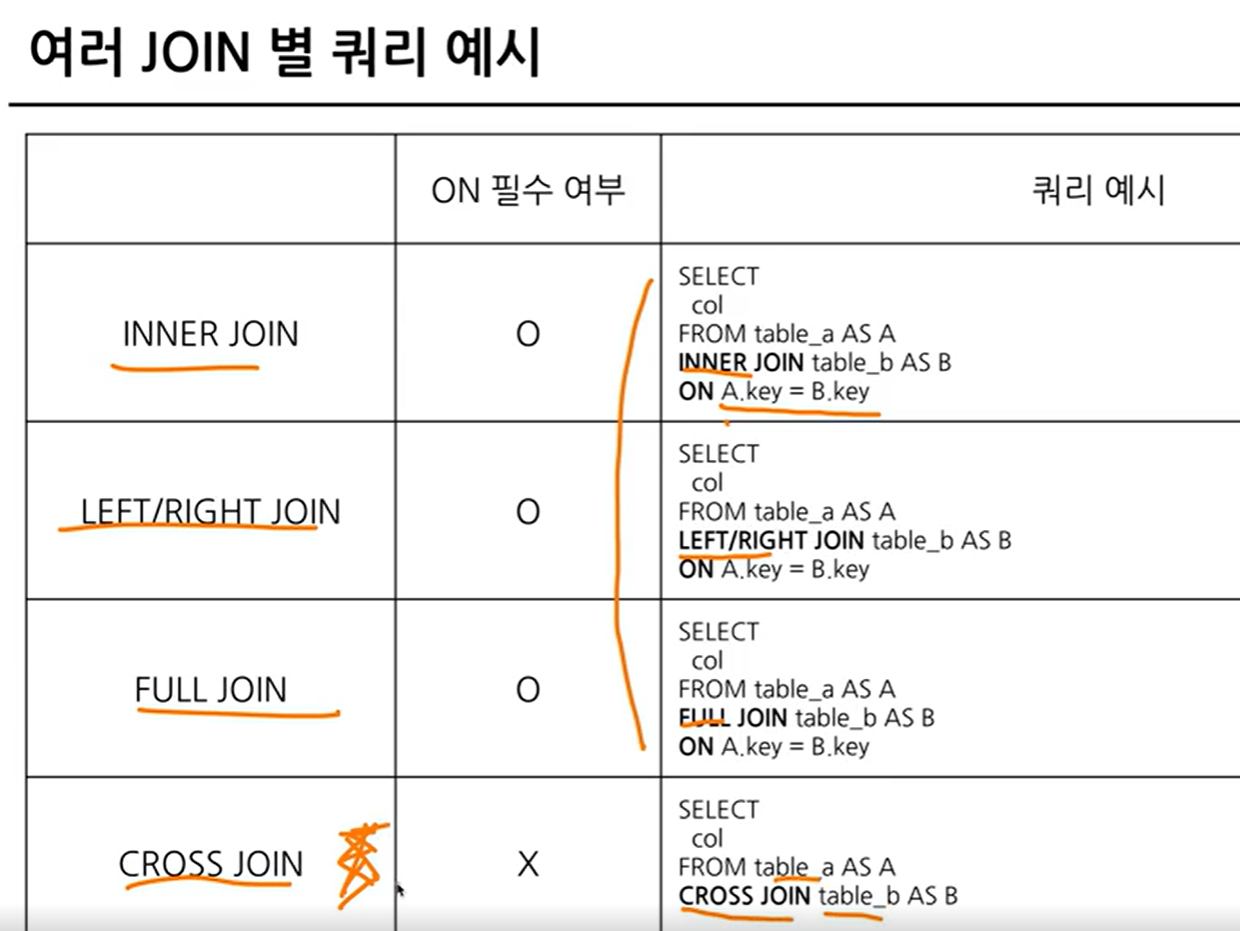 여러 JOIN 별 쿼리 예시
ON 필수 여부
쿼리 예시
INNER JOIN
O
SELECT
col
FROM table_a AS A
INNER JOIN table_b AS B
ON A.key = B.key
LEFT/RIGHT JOIN
O
SELECT
col
FROM table_a AS A
LEFT/RIGHT JOIN table_b AS B
ON A.key = B.key
FULL JOIN
O
SELECT
col
FROM table_a AS A
FULL JOIN table_b AS B
ON A.key = B.key
CROSS JOIN
X
SELECT
col
FROM table_a AS A
CROSS JOIN table_b AS B